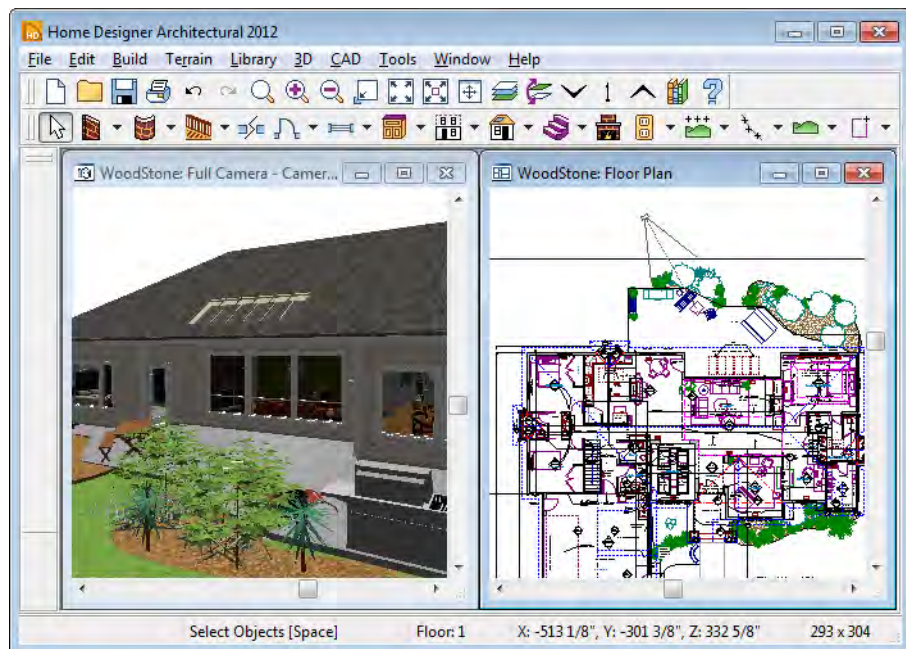 Home Designer Architectural 2012
File Edit Build Terrain Library 3D CAD Tools Window Help
1
WoodStone: Full Camera - Camer...
WoodStone: Floor Plan
Select Objects [Space] Floor: 1 X: -513 1/8", Y: -301 3/8", Z: 332 5/8" 293 x 304